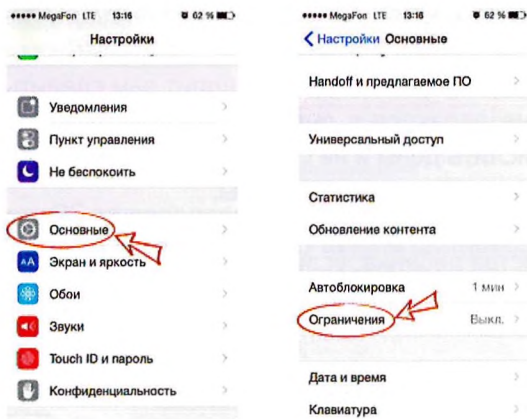 MegaFon LTE 13:16 62 %
Настройки
Уведомления
Пункт управления
Не беспокоить
Основные
AA Экран и яркость
Обои
Звуки
Touch ID и пароль
Конфиденциальность
MegaFon LTE 13:16 62 %
Настройки Основные
Handoff и предлагаемое ПО
Универсальный доступ
Статистика
Обновление контента
Автоблокировка 1 мин
Ограничения Выкл.
Дата и время
Клавиатура